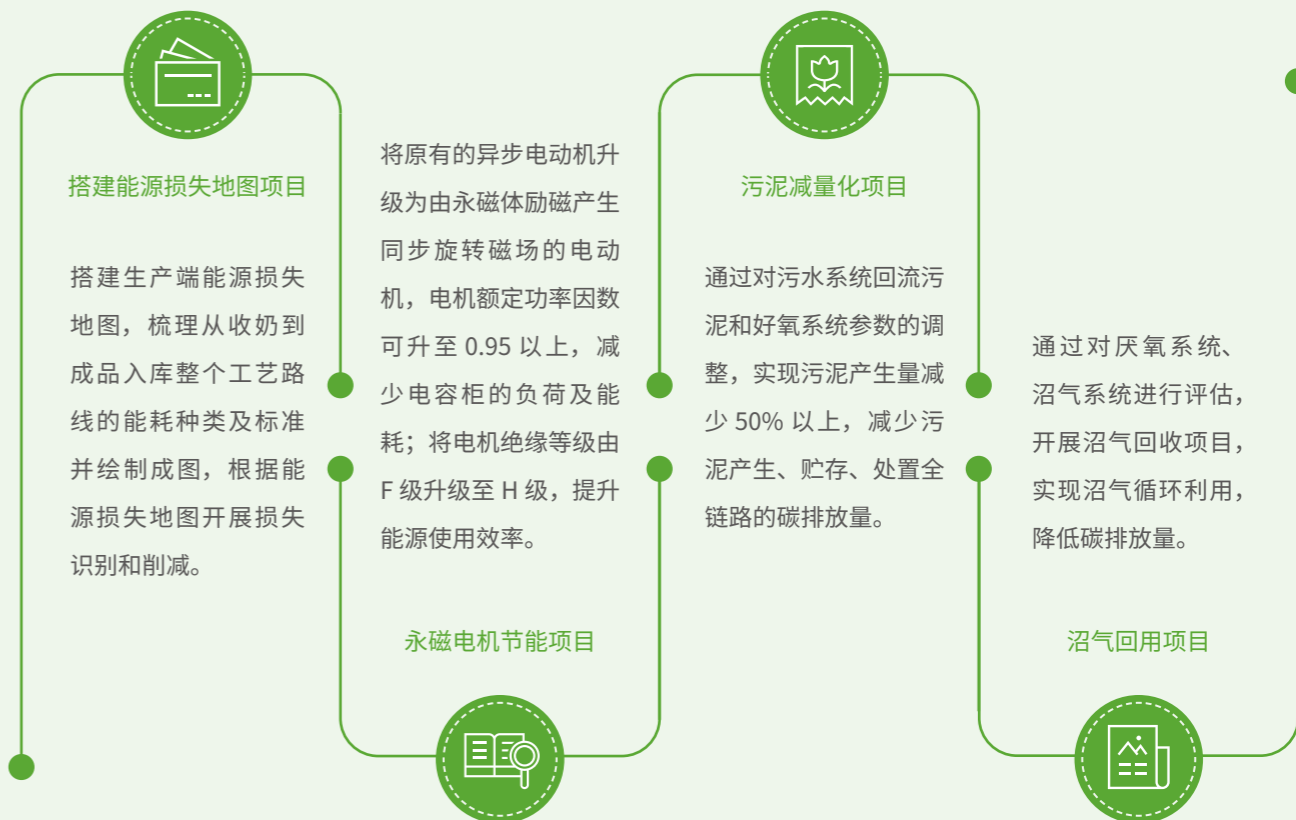 搭建能源损失地图项目
搭建生产端能源损失
地图，梳理从收奶到
成品入库整个工艺路
线的能耗种类及标准
并绘制成图，根据能
源损失地图开展损失
识别和削减。
将原有的异步电动机升
级为由永磁体励磁产生
同步旋转磁场的电动
机，电机额定功率因数
可升至 0.95 以上，减
少电容柜的负荷及能
耗；将电机绝缘等级由
F 级升级至 H 级，提升
能源使用效率。
永磁电机节能项目
污泥减量化项目
通过对污水系统回流污
泥和好氧系统参数的调
整，实现污泥产生量减
少 50% 以上，减少污
泥产生、贮存、处置全
链路的碳排放量。
通过对厌氧系统、
沼气系统进行评估，
开展沼气回收项目，
实现沼气循环利用，
降低碳排放量。
沼气回用项目